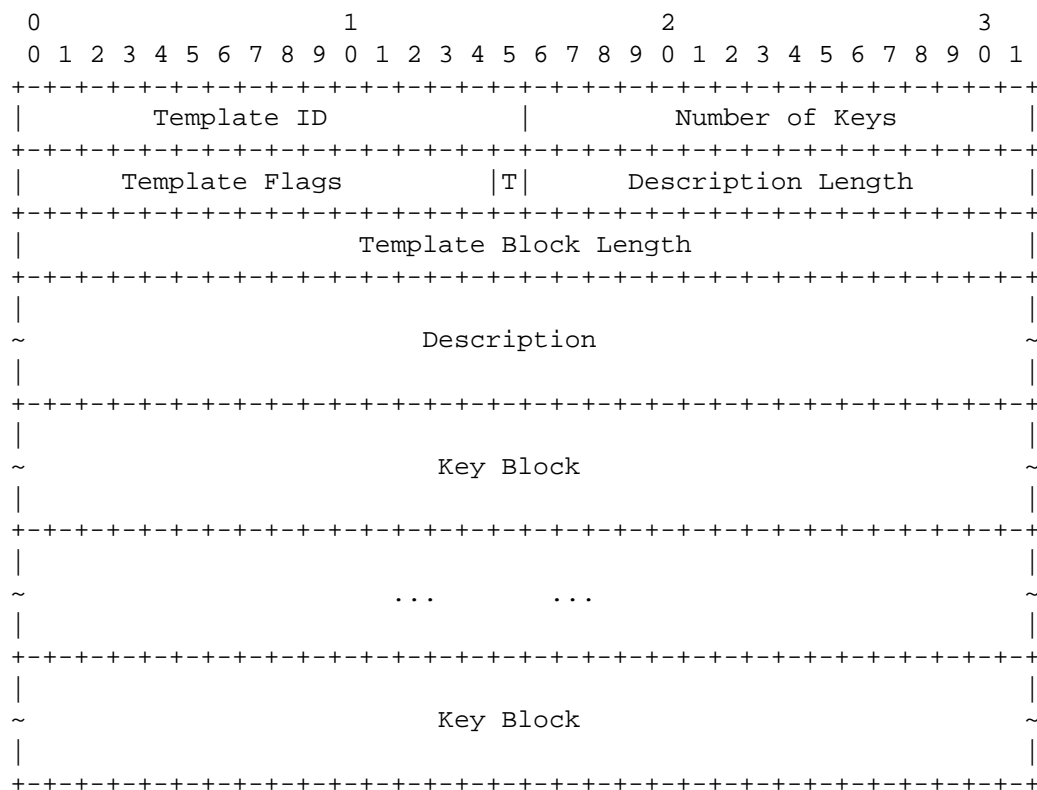 0                   1                   2                   3
 0 1 2 3 4 5 6 7 8 9 0 1 2 3 4 5 6 7 8 9 0 1 2 3 4 5 6 7 8 9 0 1
+-+-+-+-+-+-+-+-+-+-+-+-+-+-+-+-+-+-+-+-+-+-+-+-+-+-+-+-+-+-+-+-+
|        Template ID            |         Number of Keys        |
+-+-+-+-+-+-+-+-+-+-+-+-+-+-+-+-+-+-+-+-+-+-+-+-+-+-+-+-+-+-+-+-+
|      Template Flags         |T|      Description Length       |
+-+-+-+-+-+-+-+-+-+-+-+-+-+-+-+-+-+-+-+-+-+-+-+-+-+-+-+-+-+-+-+-+
|                     Template Block Length                     |
+-+-+-+-+-+-+-+-+-+-+-+-+-+-+-+-+-+-+-+-+-+-+-+-+-+-+-+-+-+-+-+-+
|                                                               |
~                         Description                           ~
|                                                               |
+-+-+-+-+-+-+-+-+-+-+-+-+-+-+-+-+-+-+-+-+-+-+-+-+-+-+-+-+-+-+-+-+
|                                                               |
~                          Key Block                            ~
|                                                               |
+-+-+-+-+-+-+-+-+-+-+-+-+-+-+-+-+-+-+-+-+-+-+-+-+-+-+-+-+-+-+-+-+
|                                                               |
~                       ...       ...                           ~
|                                                               |
+-+-+-+-+-+-+-+-+-+-+-+-+-+-+-+-+-+-+-+-+-+-+-+-+-+-+-+-+-+-+-+-+
|                                                               |
~                          Key Block                            ~
|                                                               |
+-+-+-+-+-+-+-+-+-+-+-+-+-+-+-+-+-+-+-+-+-+-+-+-+-+-+-+-+-+-+-+-+